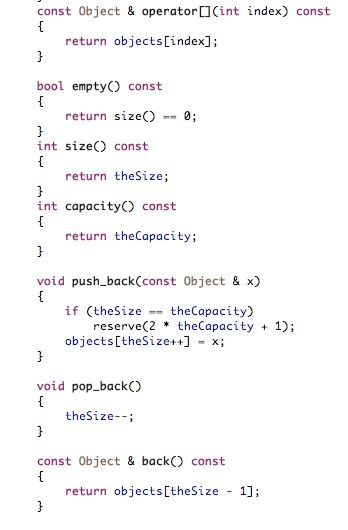 const Object & operator[](int index) const
{
    return objects[index];
}

bool empty() const
{
    return size() == 0;
}
int size() const
{
    return theSize;
}
int capacity() const
{
    return theCapacity;
}

void push_back(const Object & x)
{
    if (theSize == theCapacity)
        reserve(2 * theCapacity + 1);
    objects[theSize++] = x;
}

void pop_back()
{
    theSize--;
}

const Object & back() const
{
    return objects[theSize - 1];
}